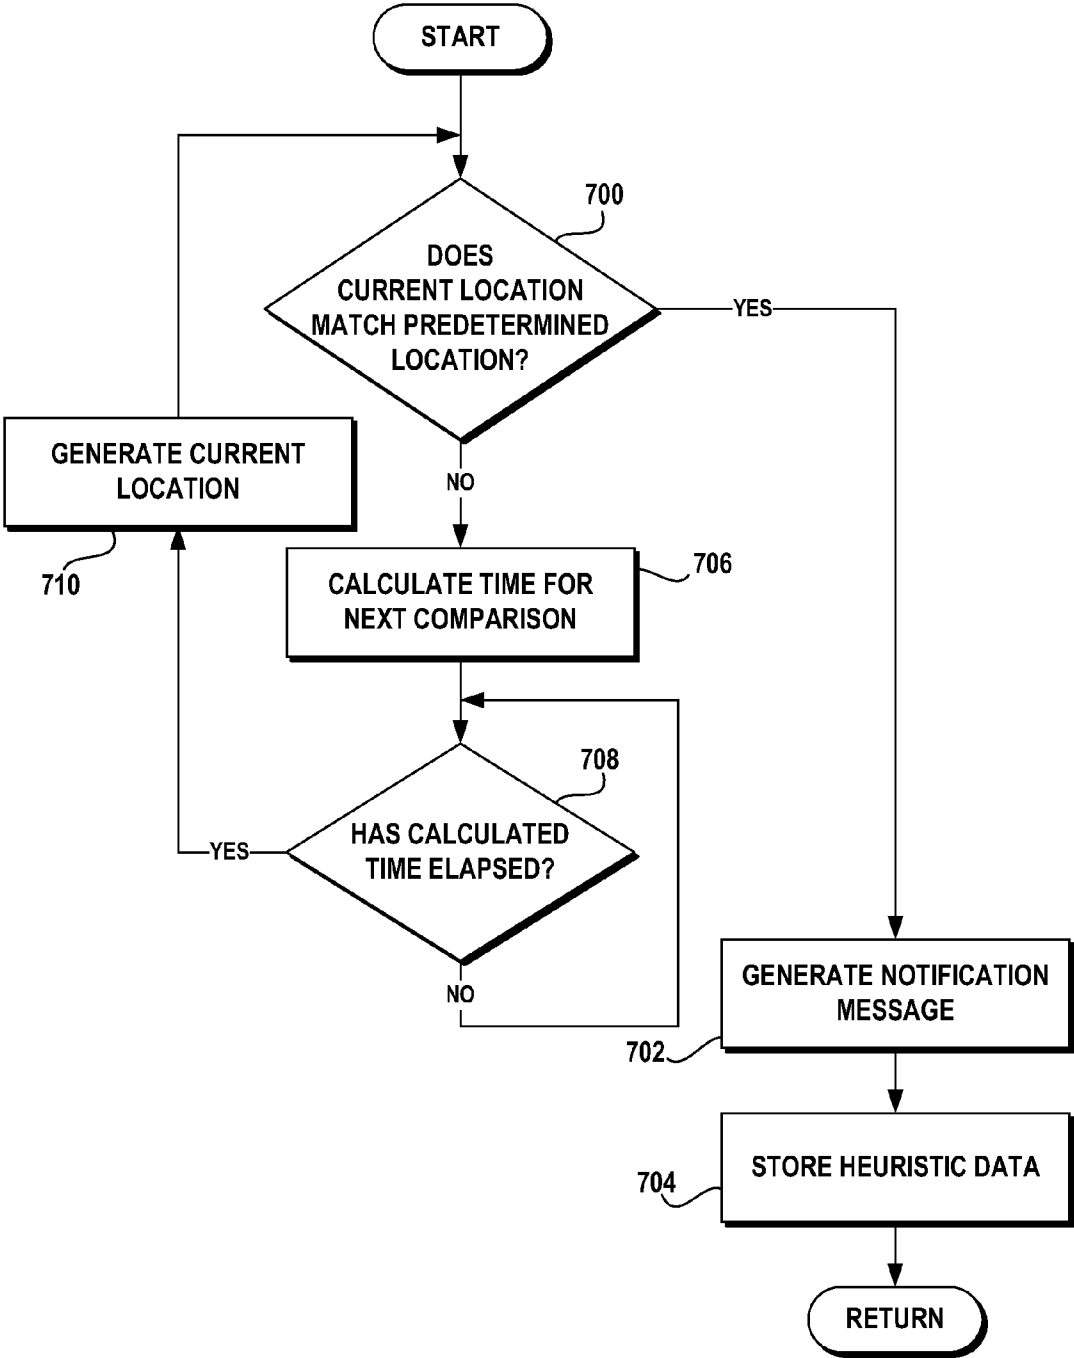 START
700
DOES
CURRENT LOCATION
MATCH PREDETERMINED
LOCATION?
YES
GENERATE CURRENT
LOCATION
710
NO
CALCULATE TIME FOR
NEXT COMPARISON
706
708
HAS CALCULATED
TIME ELAPSED?
YES
NO
GENERATE NOTIFICATION
MESSAGE
702
STORE HEURISTIC DATA
704
RETURN